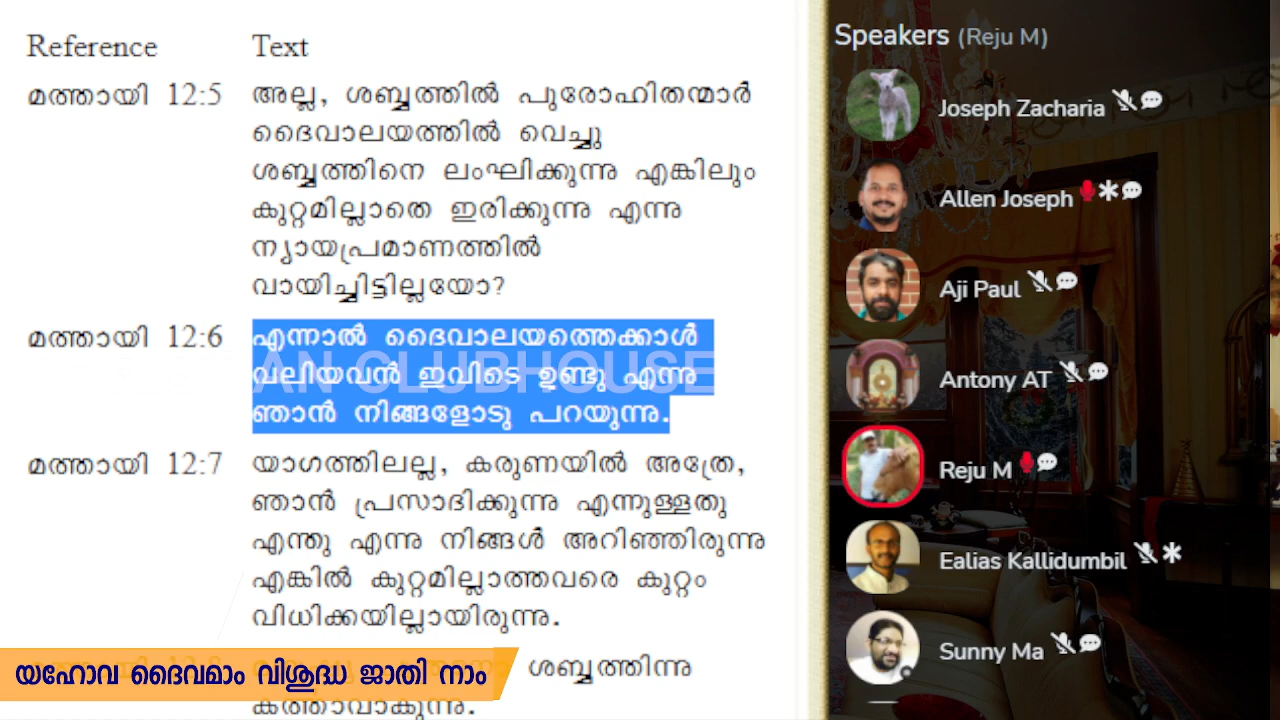 Reference Text
മത്തായി 12:5 അല്ല, ശബ്ബത്തിൽ പുരോഹിതന്മാർ
ദൈവാലയത്തിൽ വെച്ചു
ശബ്ബത്തിനെ ലംഘിക്കുന്നു എങ്കിലും
കുറ്റമില്ലാതെ ഇരിക്കുന്നു എന്നു
ന്യായപ്രമാണത്തിൽ
വായിച്ചിട്ടില്ലയോ?
മത്തായി 12:6 എന്നാൽ ദൈവാലയത്തെക്കാൾ
വലിയവൻ ഇവിടെ ഉണ്ടു എന്നു
ഞാൻ നിങ്ങളോടു പറയുന്നു.
മത്തായി 12:7 യാഗത്തിലല്ല, കരുണയിൽ അത്രേ,
ഞാൻ പ്രസാദിക്കുന്നു എന്നുള്ളതു
എന്തു എന്നു നിങ്ങൾ അറിഞ്ഞിരുന്നു
എങ്കിൽ കുറ്റമില്ലാത്തവരെ കുറ്റം
വിധിക്കയില്ലായിരുന്നു.
ശബ്ബത്തിന്നു
കർത്താവാകുന്നു.
AN CLUBHOUSE
യഹോവ ദൈവമാം വിശുദ്ധ ജാതി നാം
Speakers (Reju M)
Joseph Zacharia
Allen Joseph
Aji Paul
Antony AT
Reju M
Ealias Kallidumbil
Sunny Ma